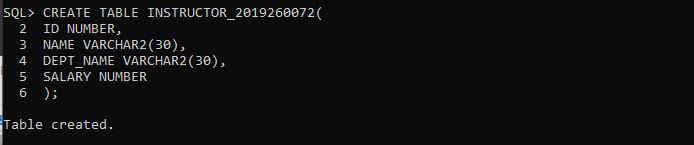 SQL> CREATE TABLE INSTRUCTOR_2019260072(
2 ID NUMBER,
3 NAME VARCHAR2(30),
4 DEPT_NAME VARCHAR2(30),
5 SALARY NUMBER
6 );
Table created.